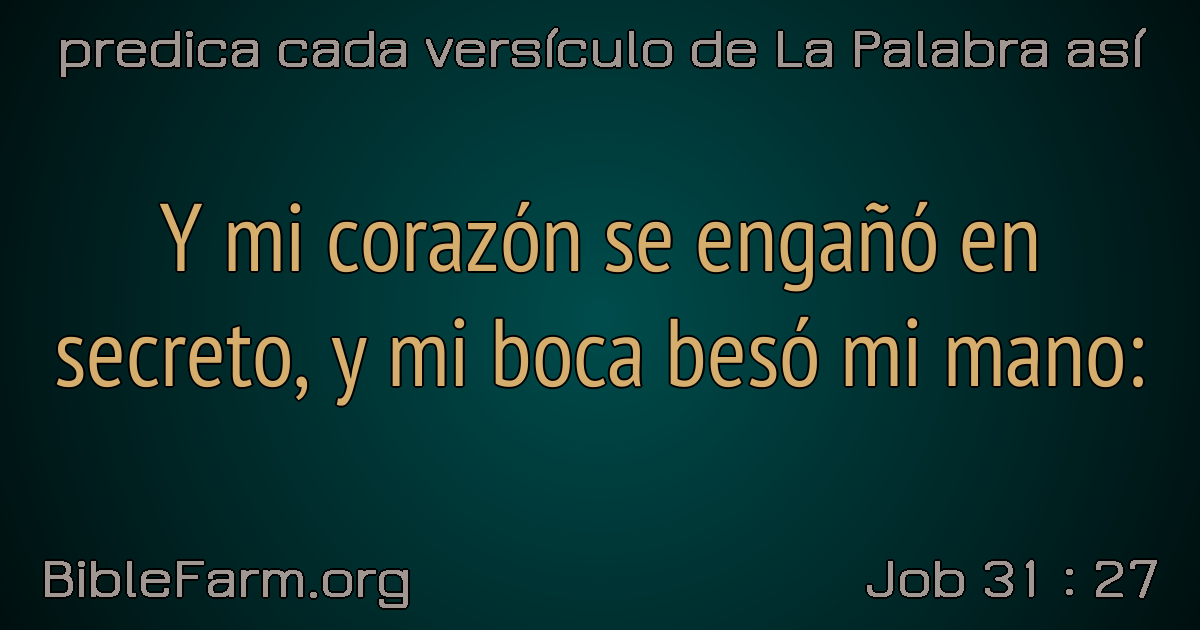 predica cada versículo de La Palabra así
Y mi corazón se engañó en
secreto, y mi boca besó mi mano:
BibleFarm.org
Job 31 : 27